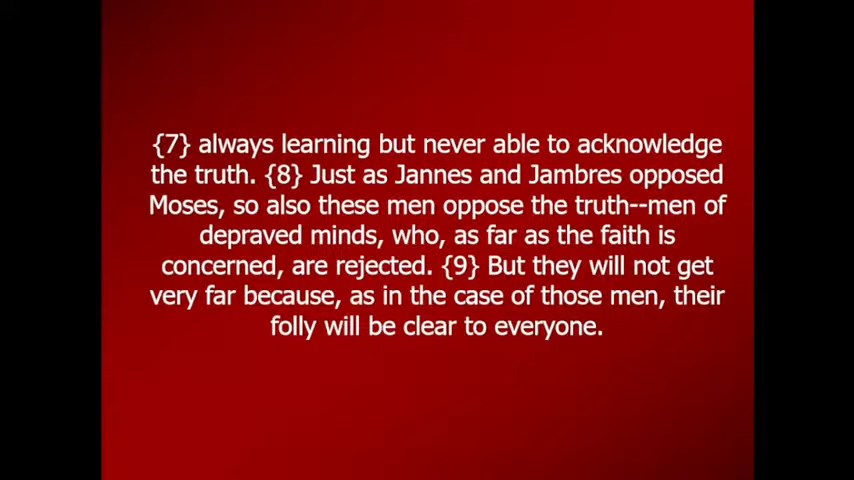 {7} always learning but never able to acknowledge
the truth. {8} Just as Jannes and Jambres opposed
Moses, so also these men oppose the truth--men of
depraved minds, who, as far as the faith is
concerned, are rejected. {9} But they will not get
very far because, as in the case of those men, their
folly will be clear to everyone.